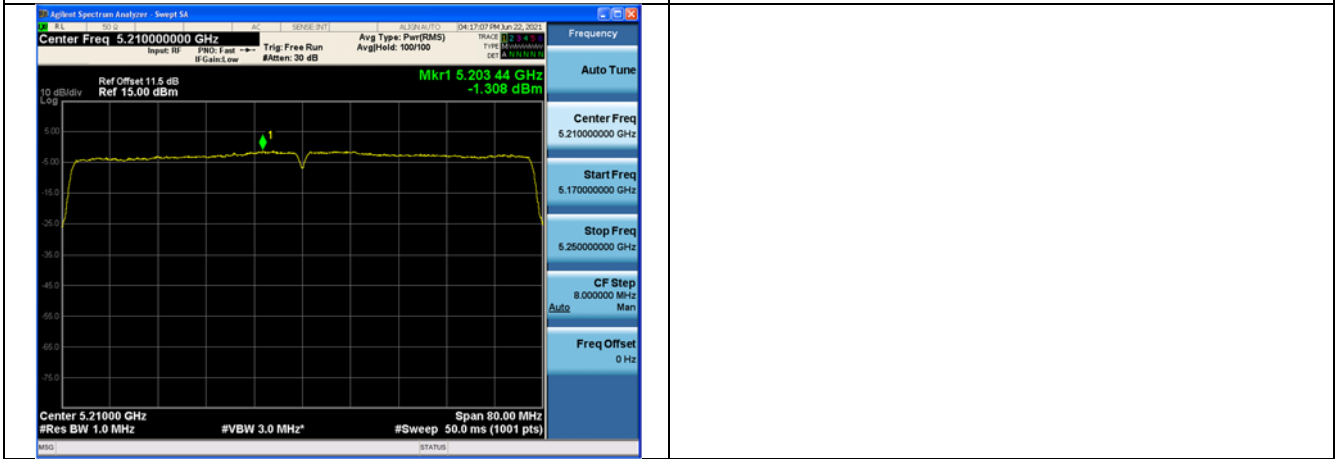 Agilent Spectrum Analyzer - Swept SA
RL 50 Ω AC SENSE:INT ALIGN AUTO 04:17:07 PM Jun 22, 2021
Center Freq 5.210000000 GHz
Input: RF PNO: Fast Trig: Free Run Avg Type: Pwr(RMS) TRACE 1 2 3 4 5 6
IFGain:Low #Atten: 30 dB Avg|Hold: 100/100 TYPE
DET A N N N N N
Frequency
Mkr1 5.203 44 GHz
-1.308 dBm
Ref Offset 11.5 dB
10 dB/div Ref 15.00 dBm
Log
5.00
-5.00
-15.0
-25.0
-35.0
-45.0
-55.0
-65.0
-75.0
1
Center 5.21000 GHz Span 80.00 MHz
#Res BW 1.0 MHz #VBW 3.0 MHz* #Sweep 50.0 ms (1001 pts)
MSG STATUS
Auto Tune
Center Freq
5.210000000 GHz
Start Freq
5.170000000 GHz
Stop Freq
5.250000000 GHz
CF Step
8.000000 MHz
Auto Man
Freq Offset
0 Hz